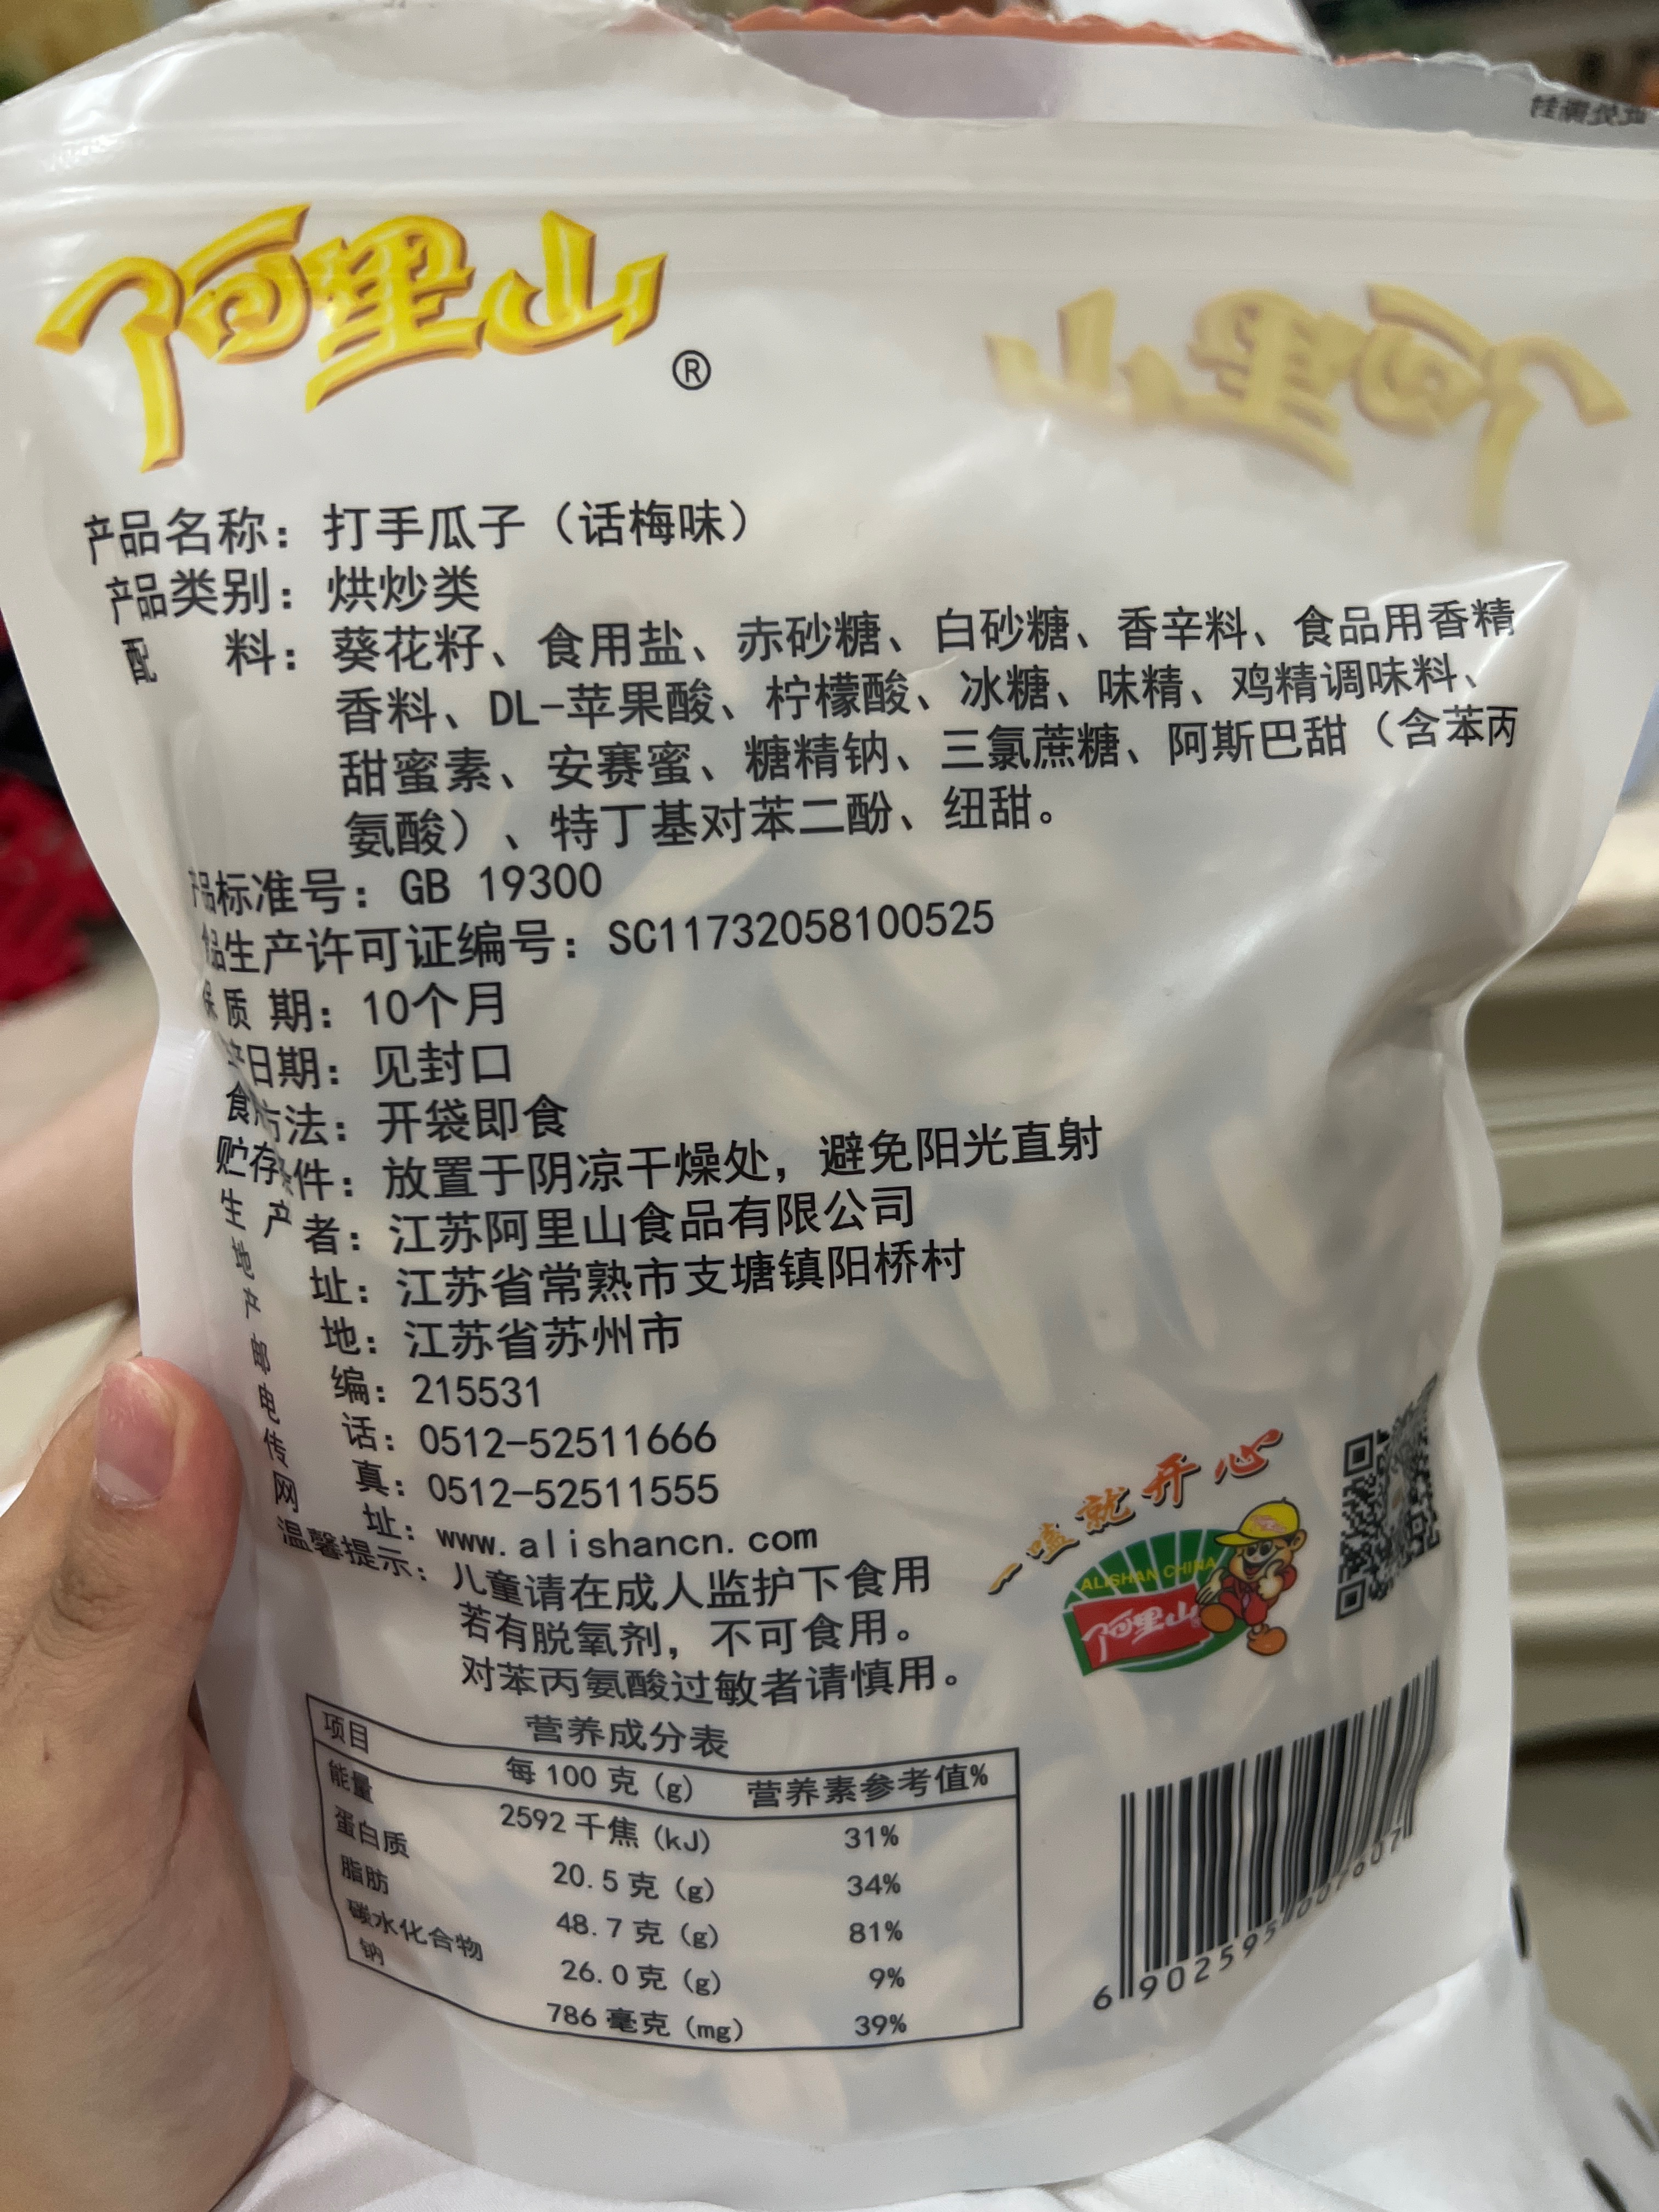 此处撕封
阿里山
®
阿里山
产品名称：打手瓜子（话梅味）
产品类别：烘炒类
配 料：葵花籽、食用盐、赤砂糖、白砂糖、香辛料、食品用香精
香料、DL-苹果酸、柠檬酸、冰糖、味精、鸡精调味料、
甜蜜素、安赛蜜、糖精钠、三氯蔗糖、阿斯巴甜（含苯丙
氨酸）、特丁基对苯二酚、纽甜。
产品标准号：GB 19300
食品生产许可证编号：SC11732058100525
保 质 期：10个月
产日期：见封口
食 方法：开袋即食
贮存条件：放置于阴凉干燥处，避免阳光直射
生 产 者：江苏阿里山食品有限公司
地 址：江苏省常熟市支塘镇阳桥村
产 地：江苏省苏州市
邮 编：215531
电 话：0512-52511666
传 真：0512-52511555
网 址：www.alishancn.com
温馨提示：儿童请在成人监护下食用
若有脱氧剂，不可食用。
对苯丙氨酸过敏者请慎用。
一嗑就开心
ALISHAN CHINA
阿里山
营养成分表
项目 每100克（g） 营养素参考值%
能量 2592千焦（kJ） 31%
蛋白质 20.5克（g） 34%
脂肪 48.7克（g） 81%
碳水化合物 26.0克（g） 9%
钠 786毫克（mg） 39%